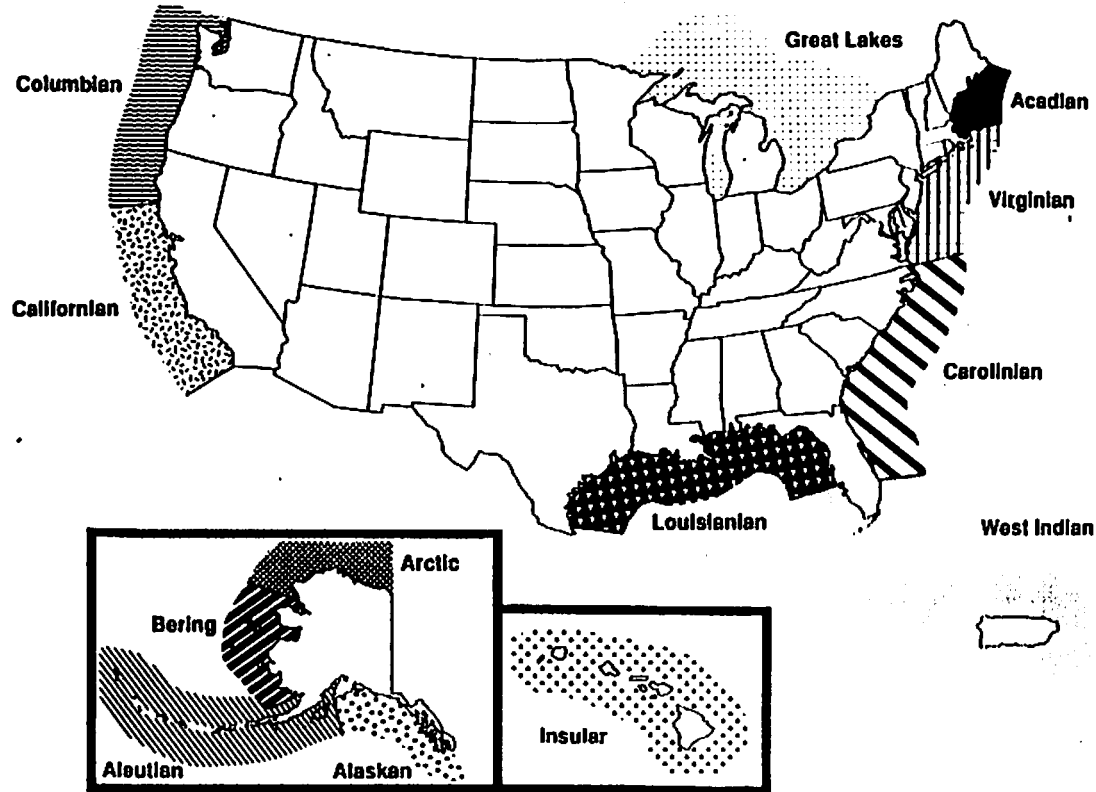 Great Lakes
Columbian
Acadian
Virginian
Californian
Carolinian
Louisianian
West Indian
Arctic
Bering
Insular
Aleutian
Alaskan